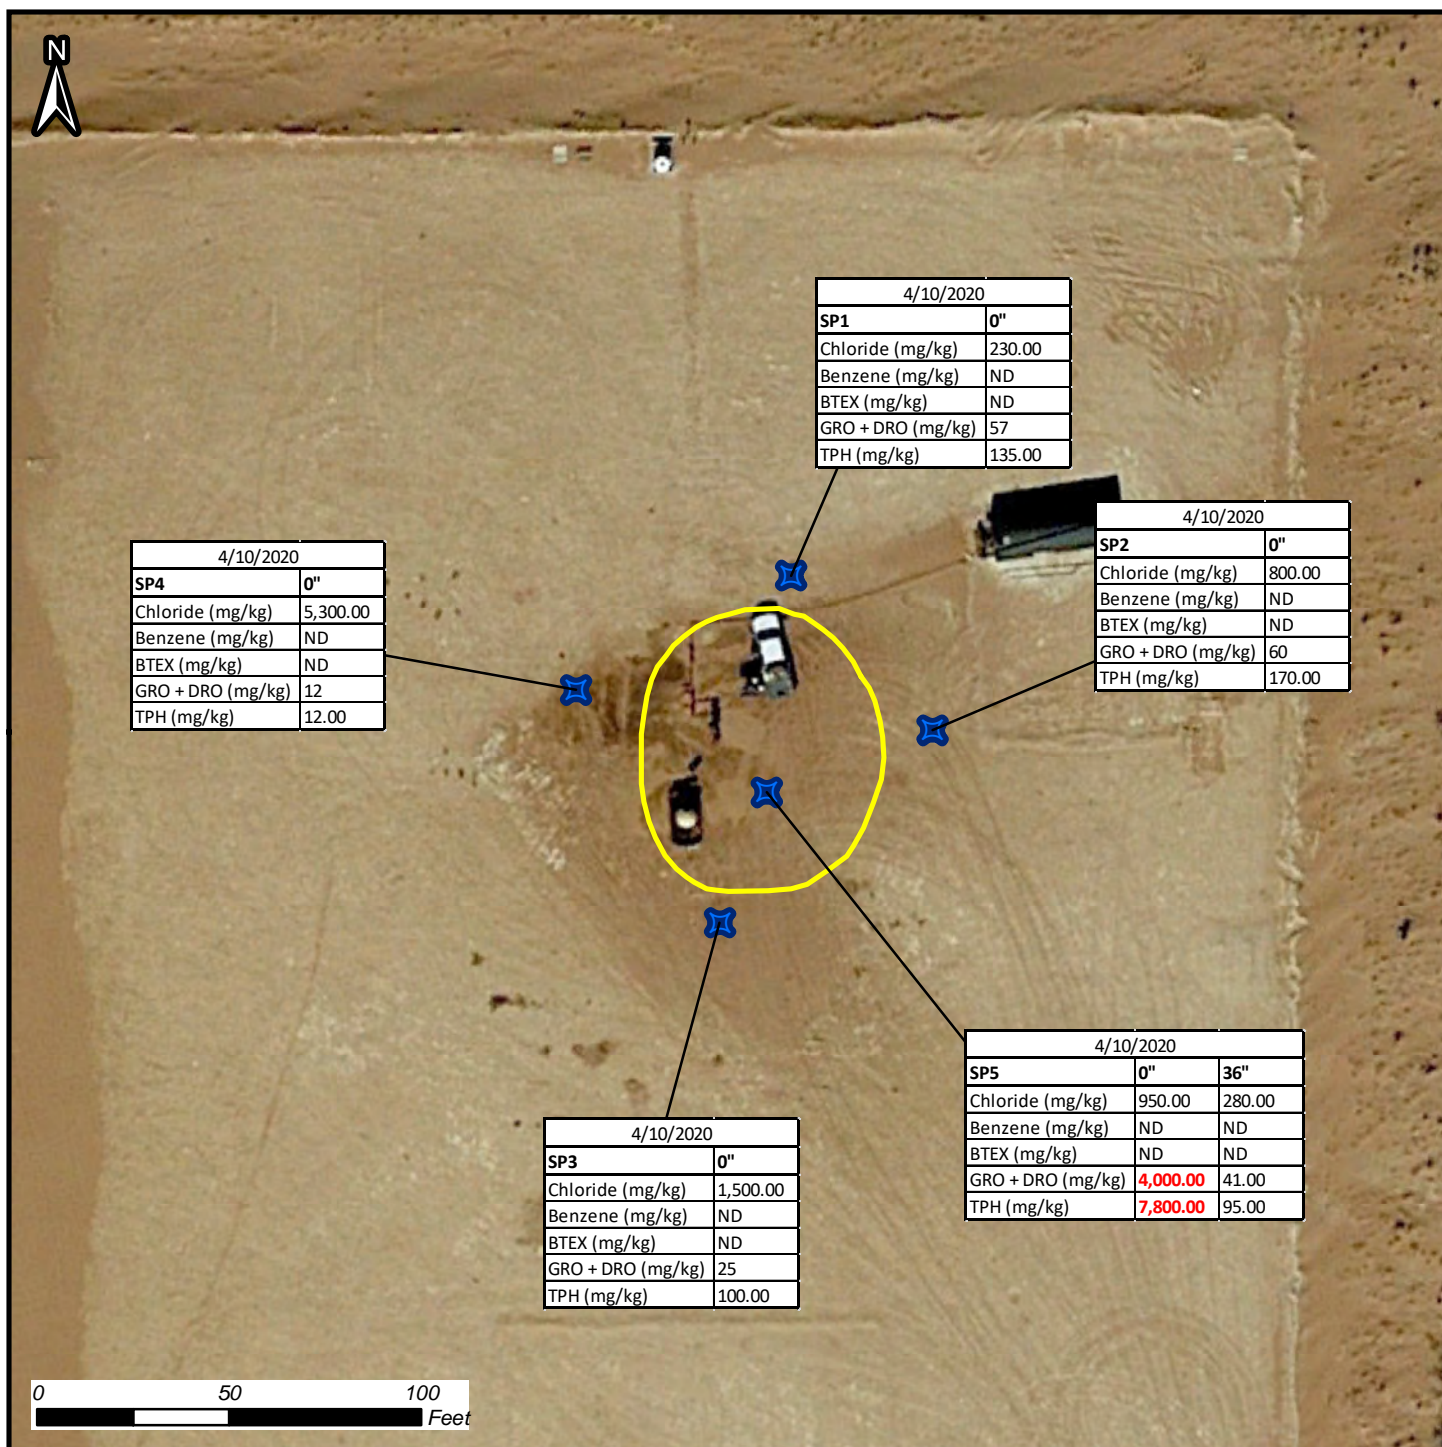 N
4/10/2020
SP1 0"
Chloride (mg/kg) 230.00
Benzene (mg/kg) ND
BTEX (mg/kg) ND
GRO + DRO (mg/kg) 57
TPH (mg/kg) 135.00
4/10/2020
SP2 0"
Chloride (mg/kg) 800.00
Benzene (mg/kg) ND
BTEX (mg/kg) ND
GRO + DRO (mg/kg) 60
TPH (mg/kg) 170.00
4/10/2020
SP4 0"
Chloride (mg/kg) 5,300.00
Benzene (mg/kg) ND
BTEX (mg/kg) ND
GRO + DRO (mg/kg) 12
TPH (mg/kg) 12.00
4/10/2020
SP5 0" 36"
Chloride (mg/kg) 950.00 280.00
Benzene (mg/kg) ND ND
BTEX (mg/kg) ND ND
GRO + DRO (mg/kg) 4,000.00 41.00
TPH (mg/kg) 7,800.00 95.00
4/10/2020
SP3 0"
Chloride (mg/kg) 1,500.00
Benzene (mg/kg) ND
BTEX (mg/kg) ND
GRO + DRO (mg/kg) 25
TPH (mg/kg) 100.00
0 50 100
Feet